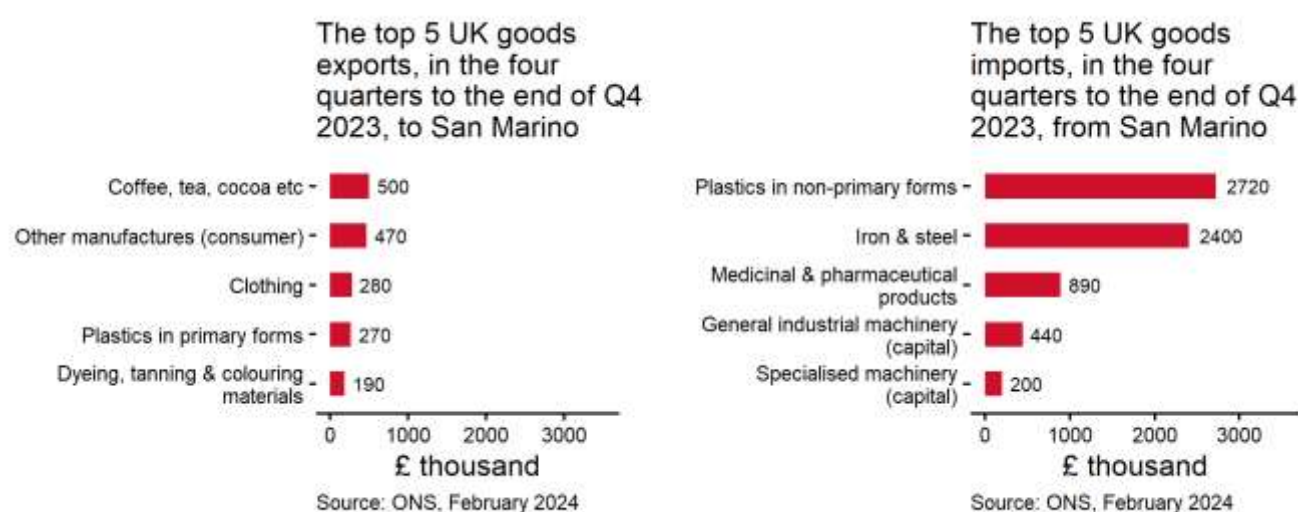 The top 5 UK goods
exports, in the four
quarters to the end of Q4
2023, to San Marino
Coffee, tea, cocoa etc
500
Other manufactures (consumer)
470
Clothing
280
Plastics in primary forms
270
Dyeing, tanning & colouring
materials
190
0 1000 2000 3000
£ thousand
Source: ONS, February 2024
The top 5 UK goods
imports, in the four
quarters to the end of Q4
2023, from San Marino
Plastics in non-primary forms
2720
Iron & steel
2400
Medicinal & pharmaceutical
products
890
General industrial machinery
(capital)
440
Specialised machinery
(capital)
200
0 1000 2000 3000
£ thousand
Source: ONS, February 2024